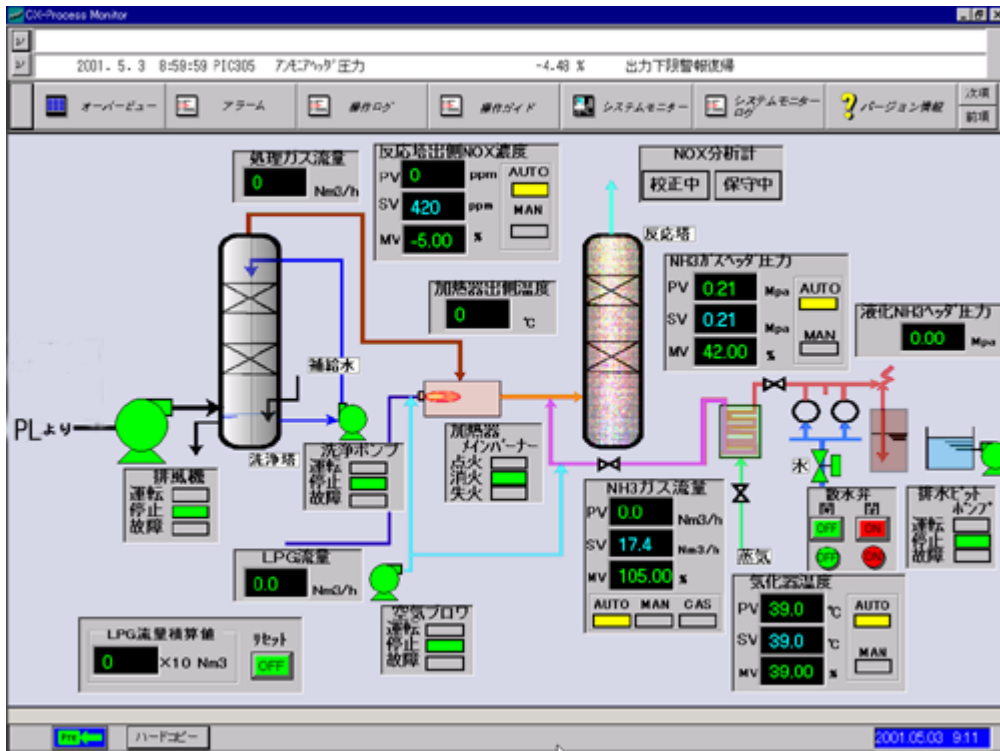 CX-Process Monitor
2001. 5. 3 8:59:59 PIC305 ｱﾝﾓﾆｱﾍｯﾀﾞ圧力 -4.48 % 出力下限警報復帰
オーバービュー アラーム 操作ログ 操作ガイド システムモニター システムモニターログ バージョン情報 次項 前項
処理ガス流量
0 Nm3/h
反応塔出側NOX濃度
PV 0 ppm AUTO
SV 420 ppm MAN
MV -5.00 %
NOX分析計
校正中 保守中
反応塔
加熱器出側温度
0 ℃
NH3ｶﾞｽﾍｯﾀﾞ圧力
PV 0.21 Mpa AUTO
SV 0.21 Mpa MAN
MV 42.00 %
液化NH3ﾍｯﾀﾞ圧力
0.00 Mpa
補給水
PLより
洗浄塔
洗浄ポンプ
運転
停止
故障
加熱器
メインバーナー
点火
消火
失火
排風機
運転
停止
故障
NH3ガス流量
PV 0.0 Nm3/h
SV 17.4 Nm3/h
MV 105.00 %
AUTO MAN CAS
水
蒸気
散水弁
開 閉
OFF ON
OFF ON
排水ピット
ポンプ
運転
停止
故障
LPG流量
0.0 Nm3/h
空気ブロワ
運転
停止
故障
気化器温度
PV 39.0 ℃ AUTO
SV 39.0 ℃ MAN
MV 39.00 %
LPG流量積算値 ﾘｾｯﾄ
0 ×10 Nm3 OFF
ハードコピー
2001.05.03 9:11